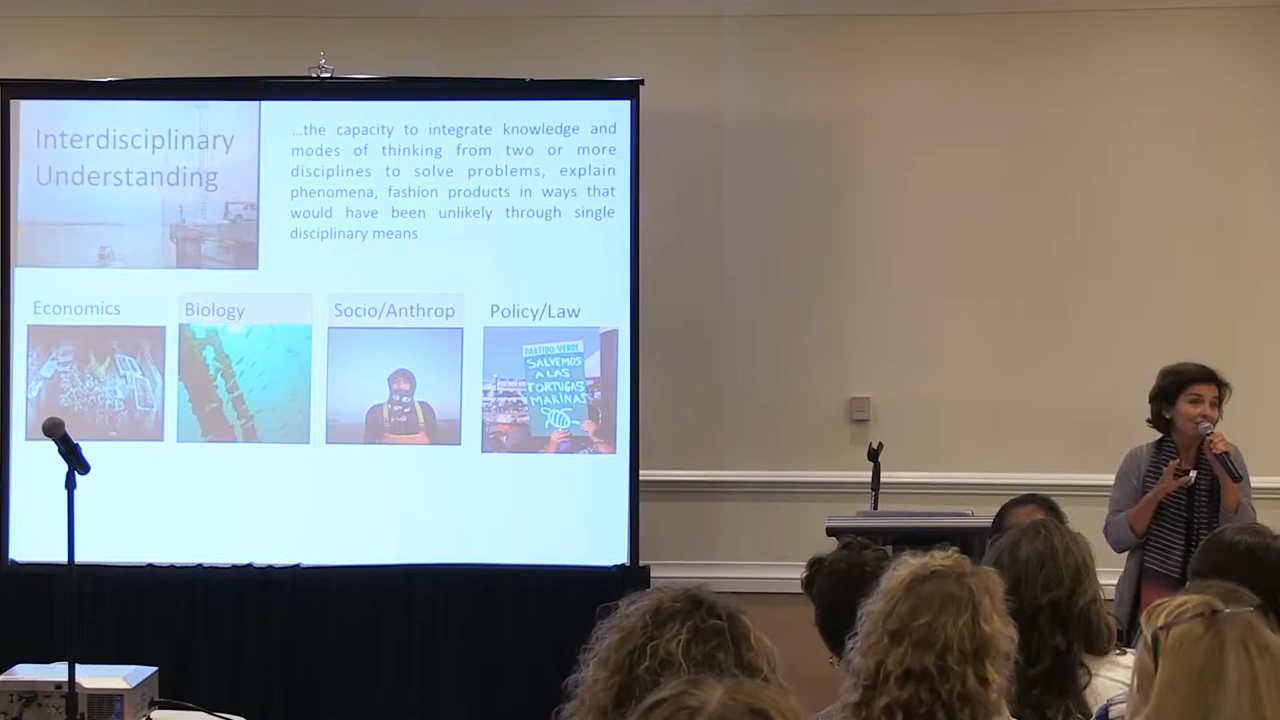 Interdisciplinary
Understanding
...the capacity to integrate knowledge and
modes of thinking from two or more
disciplines to solve problems, explain
phenomena, fashion products in ways that
would have been unlikely through single
disciplinary means
Economics
Biology
Socio/Anthrop
Policy/Law
PARTIDO VERDE
SALVEMOS
A LAS
TORTUGAS
MARINAS